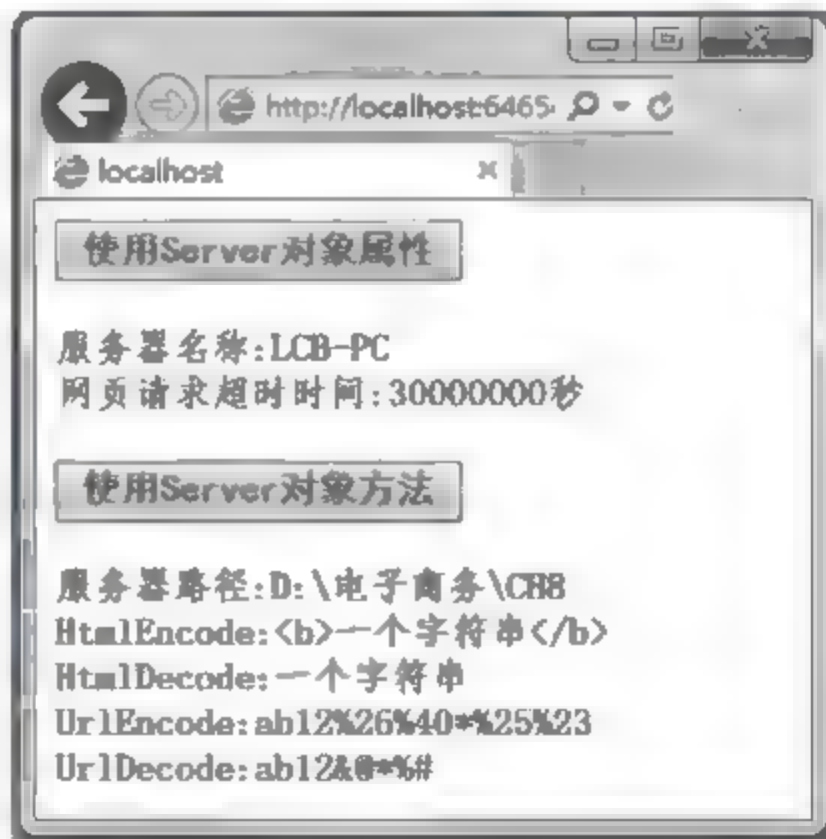 http://localhost:6465
localhost
使用Server对象属性
服务器名称:LCB-PC
网页请求超时时间:30000000秒
使用Server对象方法
服务器路径:D:\电子商务\CH8
HtmlEncode:<b>一个字符串</b>
HtmlDecode:一个字符串
UrlEncode:ab12%26%40*%25%23
UrlDecode:ab12&@*%#